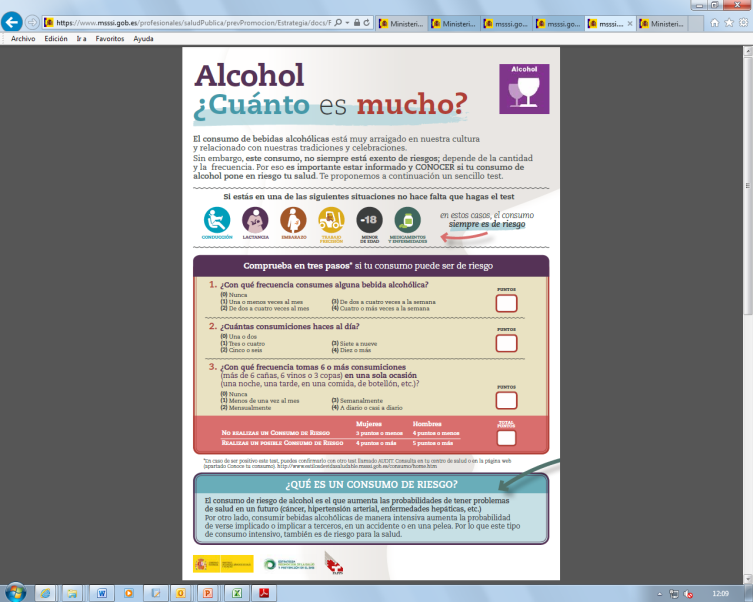 https://www.msssi.gob.es/profesionales/saludPublica/prevPromocion/Estrategia/docs/F
Ministeri...
Ministeri...
msssi.go...
msssi.go...
msssi...
Ministeri...
Archivo Edición Ir a Favoritos Ayuda
Alcohol
¿Cuánto es mucho?
Alcohol
El consumo de bebidas alcohólicas está muy arraigado en nuestra cultura
y relacionado con nuestras tradiciones y celebraciones.
Sin embargo, este consumo, no siempre está exento de riesgos; depende de la cantidad
y la frecuencia. Por eso es importante estar informado y CONOCER si tu consumo de
alcohol pone en riesgo tu salud. Te proponemos a continuación un sencillo test.
Si estás en una de las siguientes situaciones no hace falta que hagas el test
CONDUCCIÓN
LACTANCIA
EMBARAZO
TRABAJO
PRECISIÓN
-18
MENORES
DE EDAD
MEDICAMENTOS
Y ENFERMEDADES
en estos casos, el consumo
siempre es de riesgo
Comprueba en tres pasos* si tu consumo puede ser de riesgo
1. ¿Con qué frecuencia consumes alguna bebida alcohólica?
PUNTOS
(0) Nunca
(1) Una o menos veces al mes (3) De dos a cuatro veces a la semana
(2) De dos a cuatro veces al mes (4) Cuatro o más veces a la semana
2. ¿Cuántas consumiciones haces al día?
PUNTOS
(0) Una o dos
(1) Tres o cuatro (3) Siete a nueve
(2) Cinco o seis (4) Diez o más
3. ¿Con qué frecuencia tomas 6 o más consumiciones
(más de 6 cañas, 6 vinos o 3 copas) en una sola ocasión
(una noche, una tarde, en una comida, de botellón, etc.)?
PUNTOS
(0) Nunca
(1) Menos de una vez al mes (3) Semanalmente
(2) Mensualmente (4) A diario o casi a diario
Mujeres Hombres
TOTAL
PUNTOS
No realizas un Consumo de Riesgo 3 puntos o menos 4 puntos o menos
Realizas un posible Consumo de Riesgo 4 puntos o más 5 puntos o más
*En caso de ser positivo este test, puedes confirmarlo con otro test llamado AUDIT. Consulta en tu centro de salud o en la página web
(apartado Conoce tu consumo). http://www.estilosdevidasaludable.msssi.gob.es/consumo/home.htm
¿QUÉ ES UN CONSUMO DE RIESGO?
El consumo de riesgo de alcohol es el que aumenta las probabilidades de tener problemas
de salud en un futuro (cáncer, hipertensión arterial, enfermedades hepáticas, etc.)
Por otro lado, consumir bebidas alcohólicas de manera intensiva aumenta la probabilidad
de verse implicado o implicar a terceros, en un accidente o en una pelea. Por lo que este tipo
de consumo intensivo, también es de riesgo para la salud.
12:09